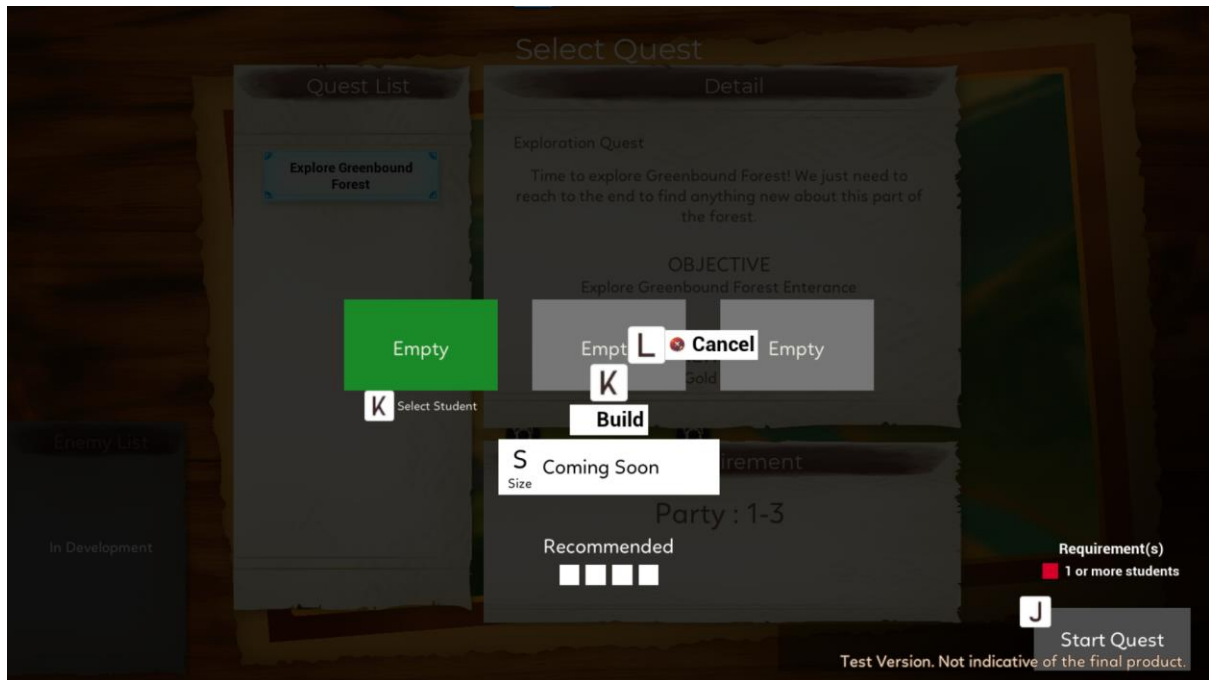 Select Quest
Quest List
Detail
Explore Greenbound
Forest
Exploration Quest
Time to explore Greenbound Forest! We just need to
reach to the end to find anything new about this part of
the forest.
OBJECTIVE
Explore Greenbound Forest Enterance
Empty
Empt
L
Cancel
Empty
Gold
K
Select Student
K
Build
Enemy List
In Development
irement
S
Size
Coming Soon
Party : 1-3
Recommended
Requirement(s)
1 or more students
J
Start Quest
Test Version. Not indicative of the final product.